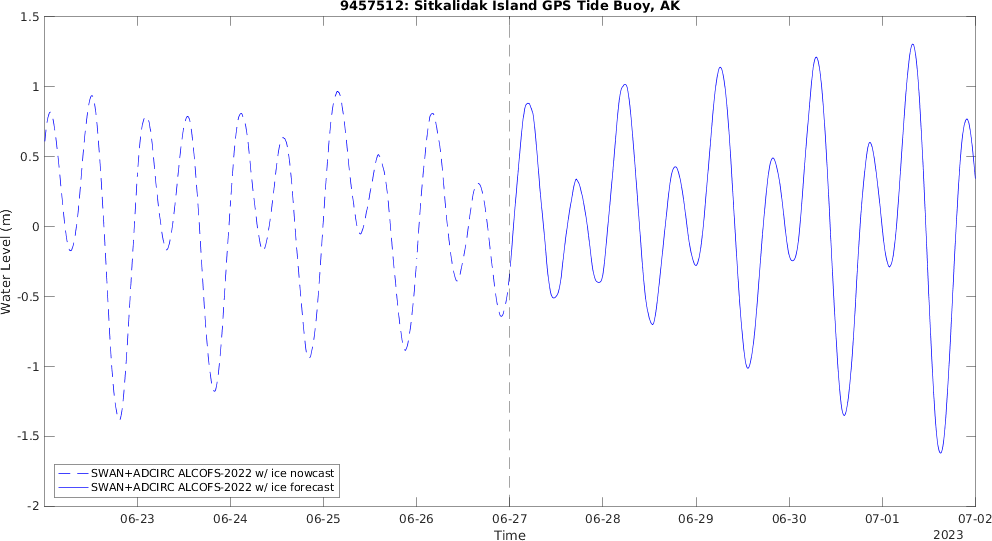 9457512: Sitkalidak Island GPS Tide Buoy, AK
Water Level (m)
1.5
1
0.5
0
-0.5
-1
-1.5
-2
SWAN+ADCIRC ALCOFS-2022 w/ ice nowcast
SWAN+ADCIRC ALCOFS-2022 w/ ice forecast
06-23 06-24 06-25 06-26 06-27 06-28 06-29 06-30 07-01 07-02
Time
2023